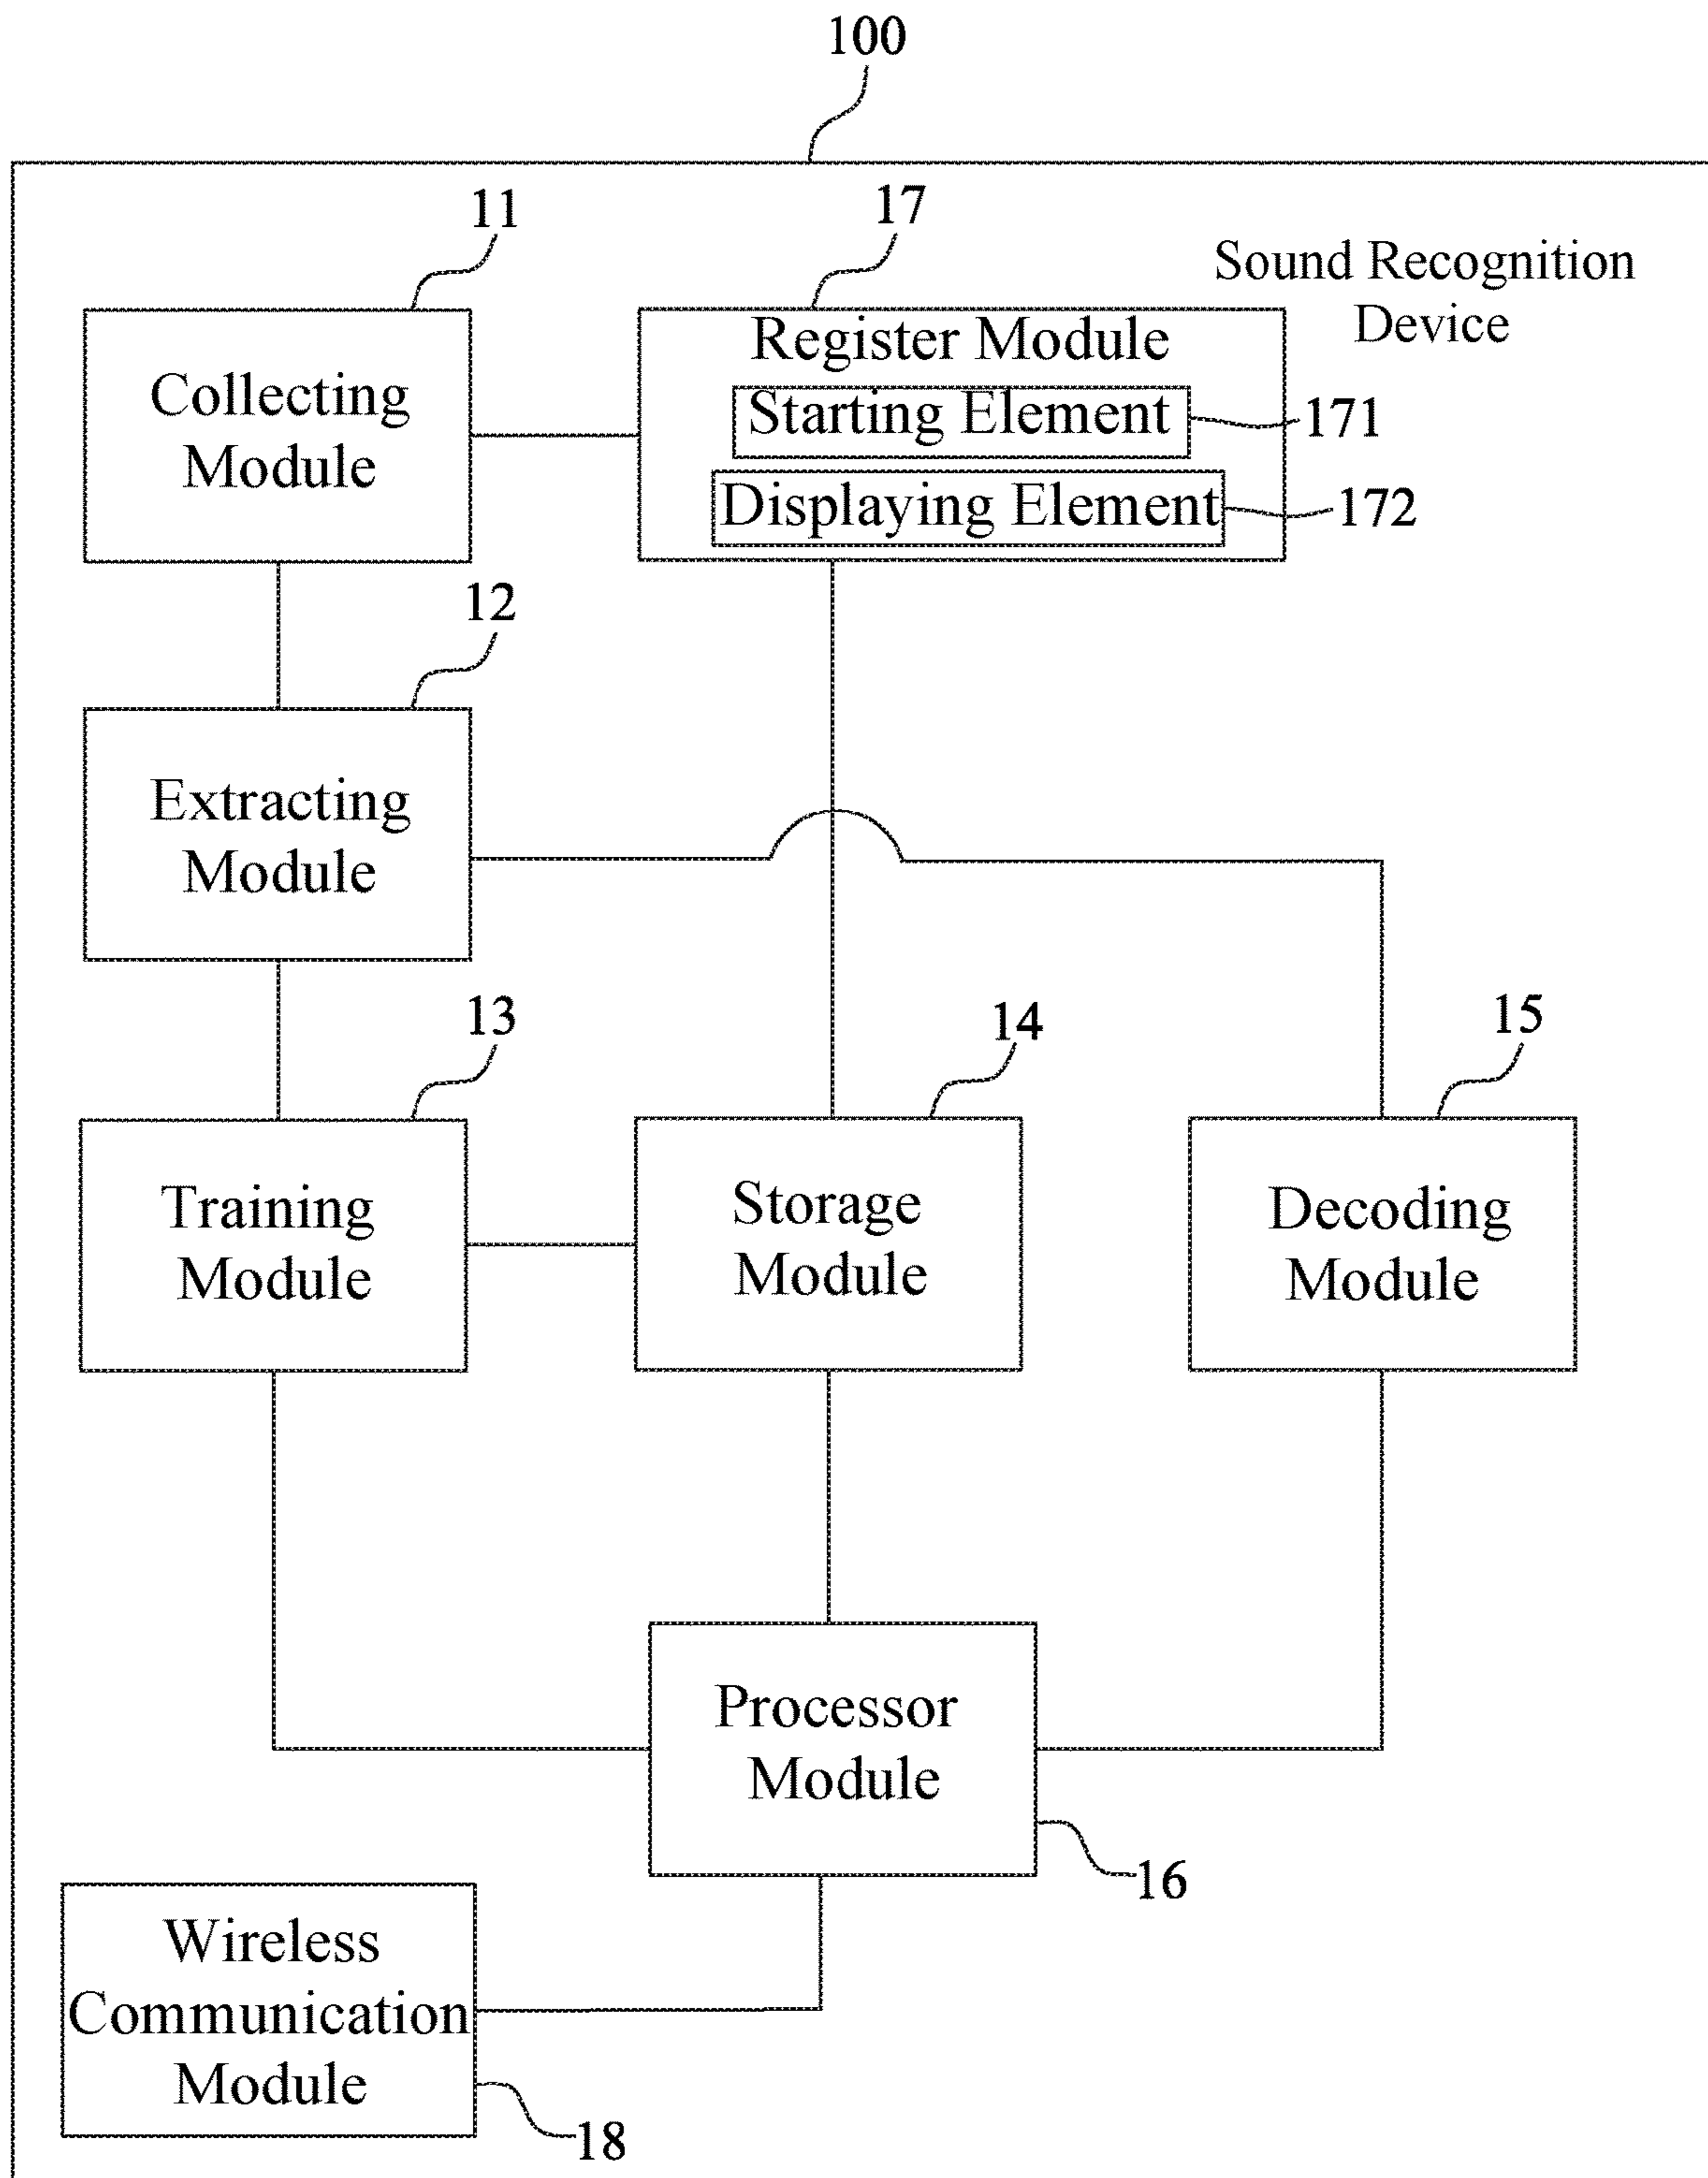 100
11
17
Sound Recognition
Device
Collecting
Module
Register Module
Starting Element
171
Displaying Element
172
12
Extracting
Module
13
14
15
Training
Module
Storage
Module
Decoding
Module
Processor
Module
16
Wireless
Communication
Module
18